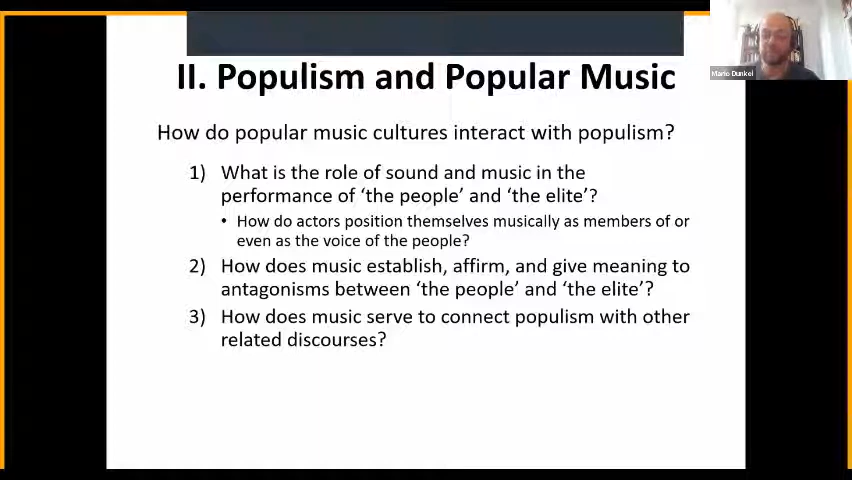 II. Populism and Popular Music
Mario Dunkel
How do popular music cultures interact with populism?
1) What is the role of sound and music in the
performance of ‘the people’ and ‘the elite’?
• How do actors position themselves musically as members of or
even as the voice of the people?
2) How does music establish, affirm, and give meaning to
antagonisms between ‘the people’ and ‘the elite’?
3) How does music serve to connect populism with other
related discourses?